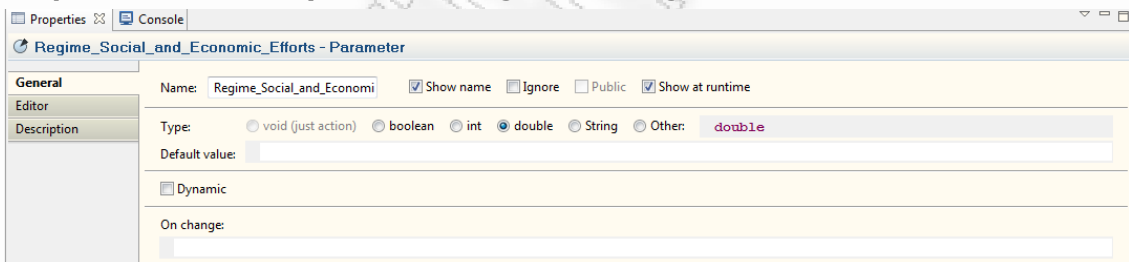 Properties Console
Regime_Social_and_Economic_Efforts - Parameter
General
Name: Regime_Social_and_Economi Show name Ignore Public Show at runtime
Editor
Description
Type: void (just action) boolean int double String Other: double
Default value:
Dynamic
On change: